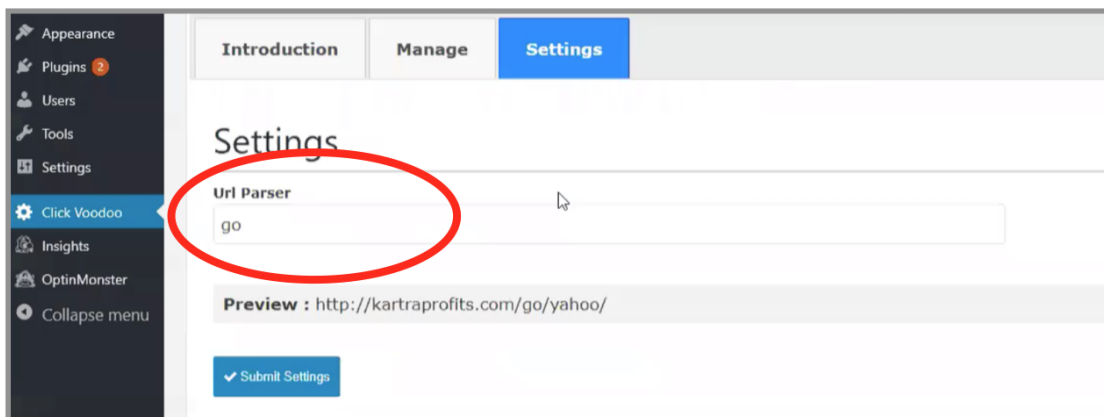 Appearance
Plugins 2
Users
Tools
Settings
Click Voodoo
Insights
OptinMonster
Collapse menu
Introduction Manage Settings
Settings
Url Parser
go
Preview : http://kartraprofits.com/go/yahoo/
Submit Settings